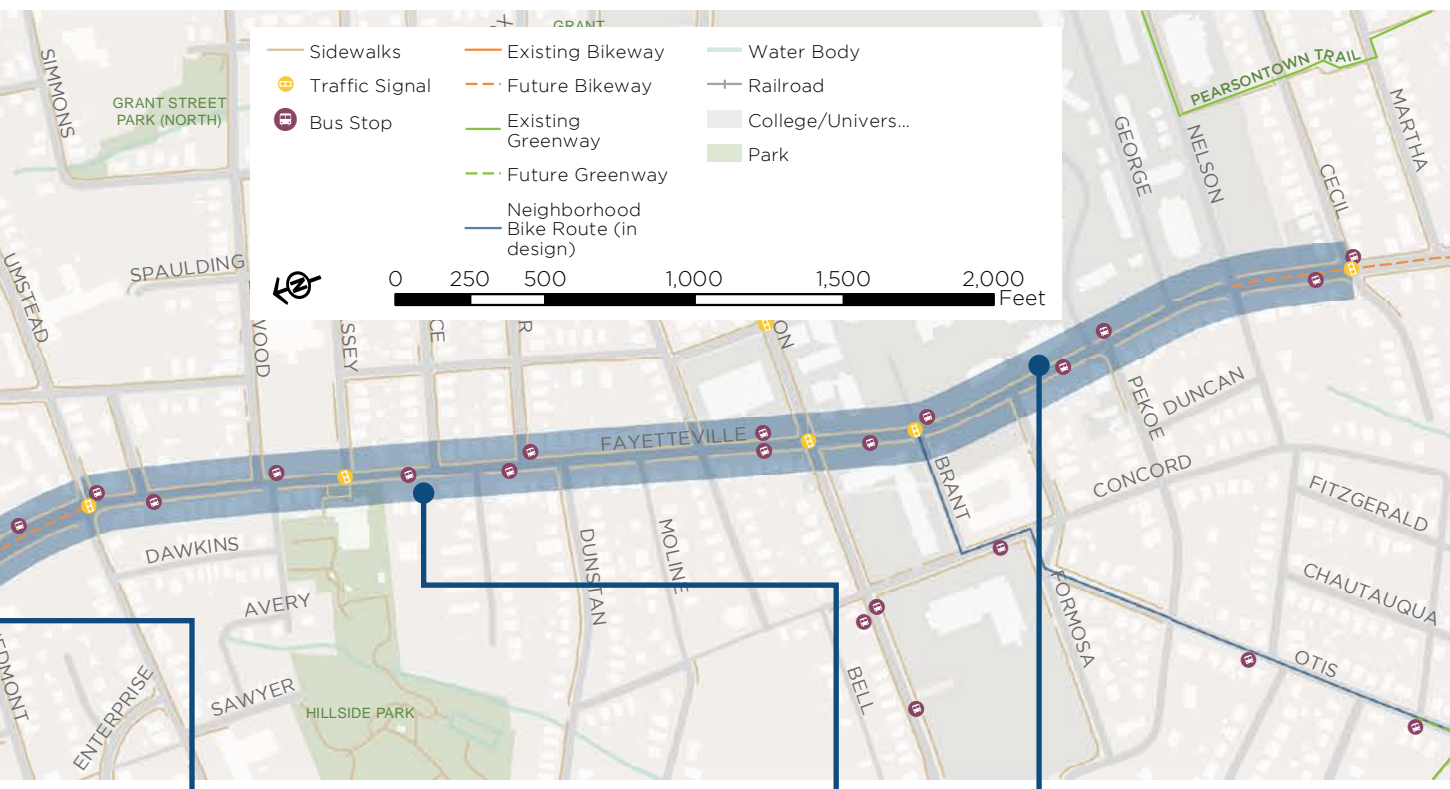 GRANT
SIMMONS
GRANT STREET
PARK (NORTH)
Sidewalks
Traffic Signal
Bus Stop
Existing Bikeway
Future Bikeway
Existing
Greenway
Future Greenway
Neighborhood
Bike Route (in
design)
Water Body
Railroad
College/Univers...
Park
N
0 250 500 1,000 1,500 2,000
Feet
PEARSONTOWN TRAIL
MARTHA
GEORGE
NELSON
CECIL
UMSTEAD
SPAULDING
VOOD
SSEY
CE
R
ON
FAYETTEVILLE
PEKOE
DUNCAN
CONCORD
BRANT
FITZGERALD
CHAUTAUQUA
DAWKINS
AVERY
DUNSTAN
MOLINE
FORMOSA
OTIS
EDMONT
ENTERPRISE
SAWYER
HILLSIDE PARK
BELL